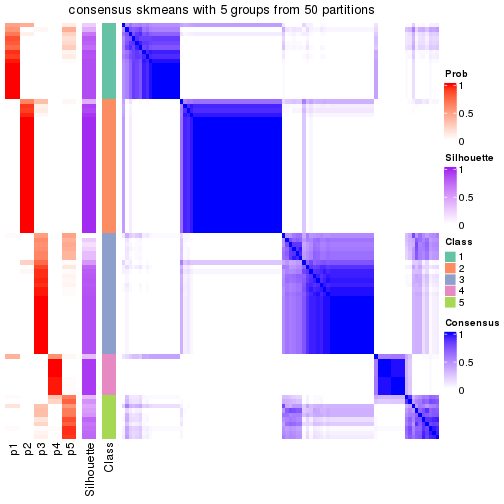 consensus skmeans with 5 groups from 50 partitions
Prob
1
0.5
0
Silhouette
1
0.5
0
Class
1
2
3
4
5
Consensus
1
0.5
0
p1
p2
p3
p4
p5
Silhouette
Class